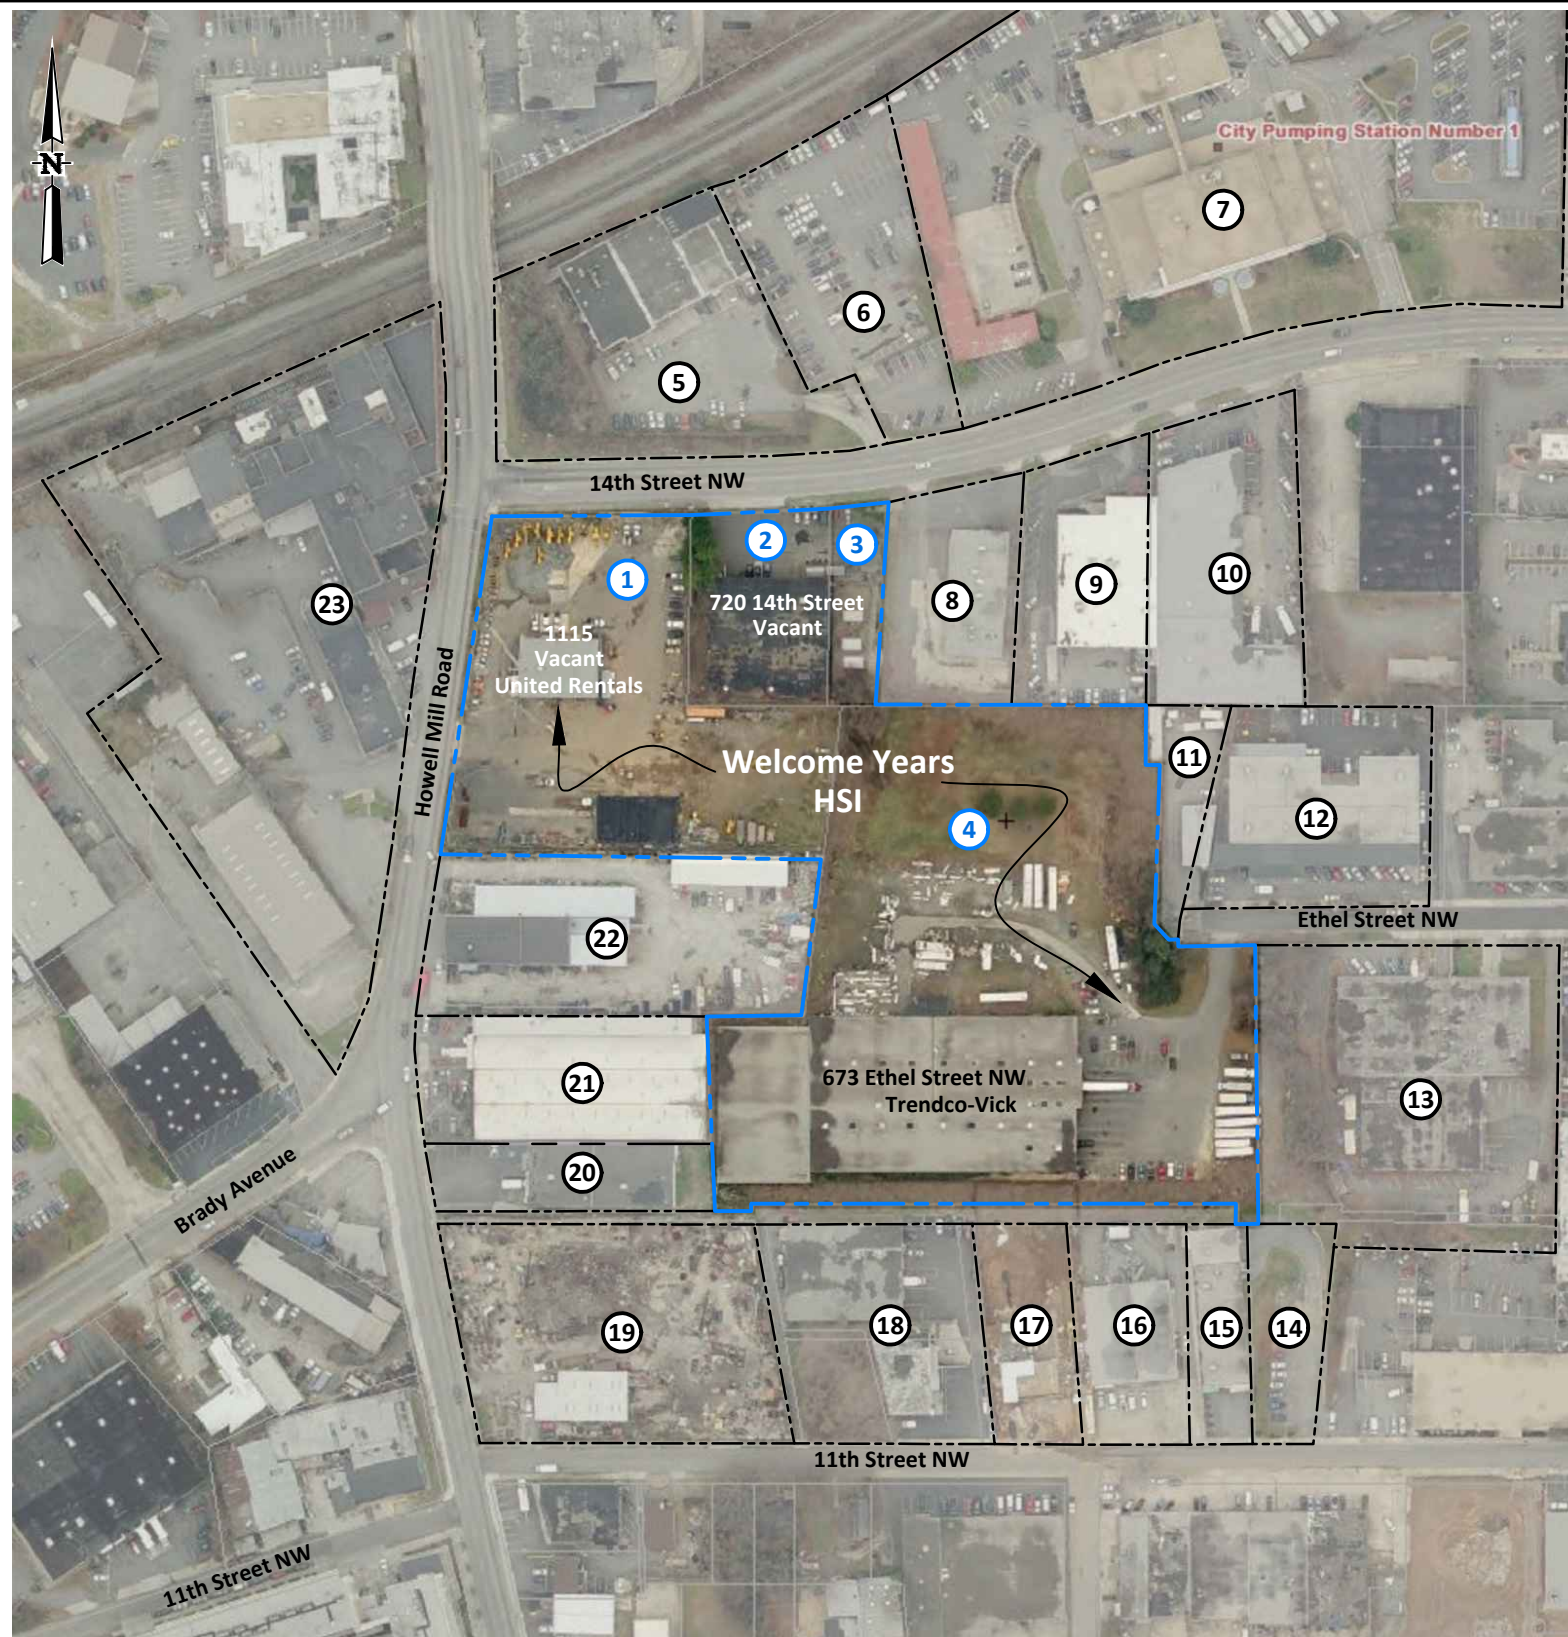 N
City Pumping Station Number 1
7
6
5
14th Street NW
1
2
3
8
9
10
23
720 14th Street
Vacant
1115
Vacant
United Rentals
Howell Mill Road
Welcome Years
HSI
11
12
4
Ethel Street NW
22
21
673 Ethel Street NW
Trendco-Vick
13
20
Brady Avenue
19
18
17
16
15
14
11th Street NW
11th Street NW